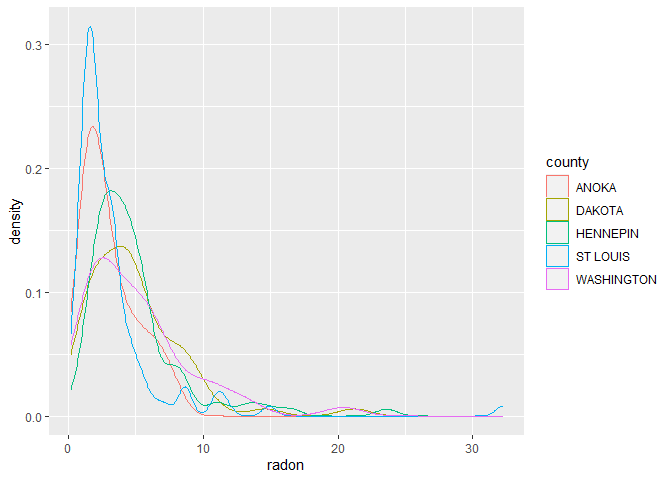 0.3
0.2
0.1
0.0
density
0
10
20
30
radon
county
ANOKA
DAKOTA
HENNEPIN
ST LOUIS
WASHINGTON